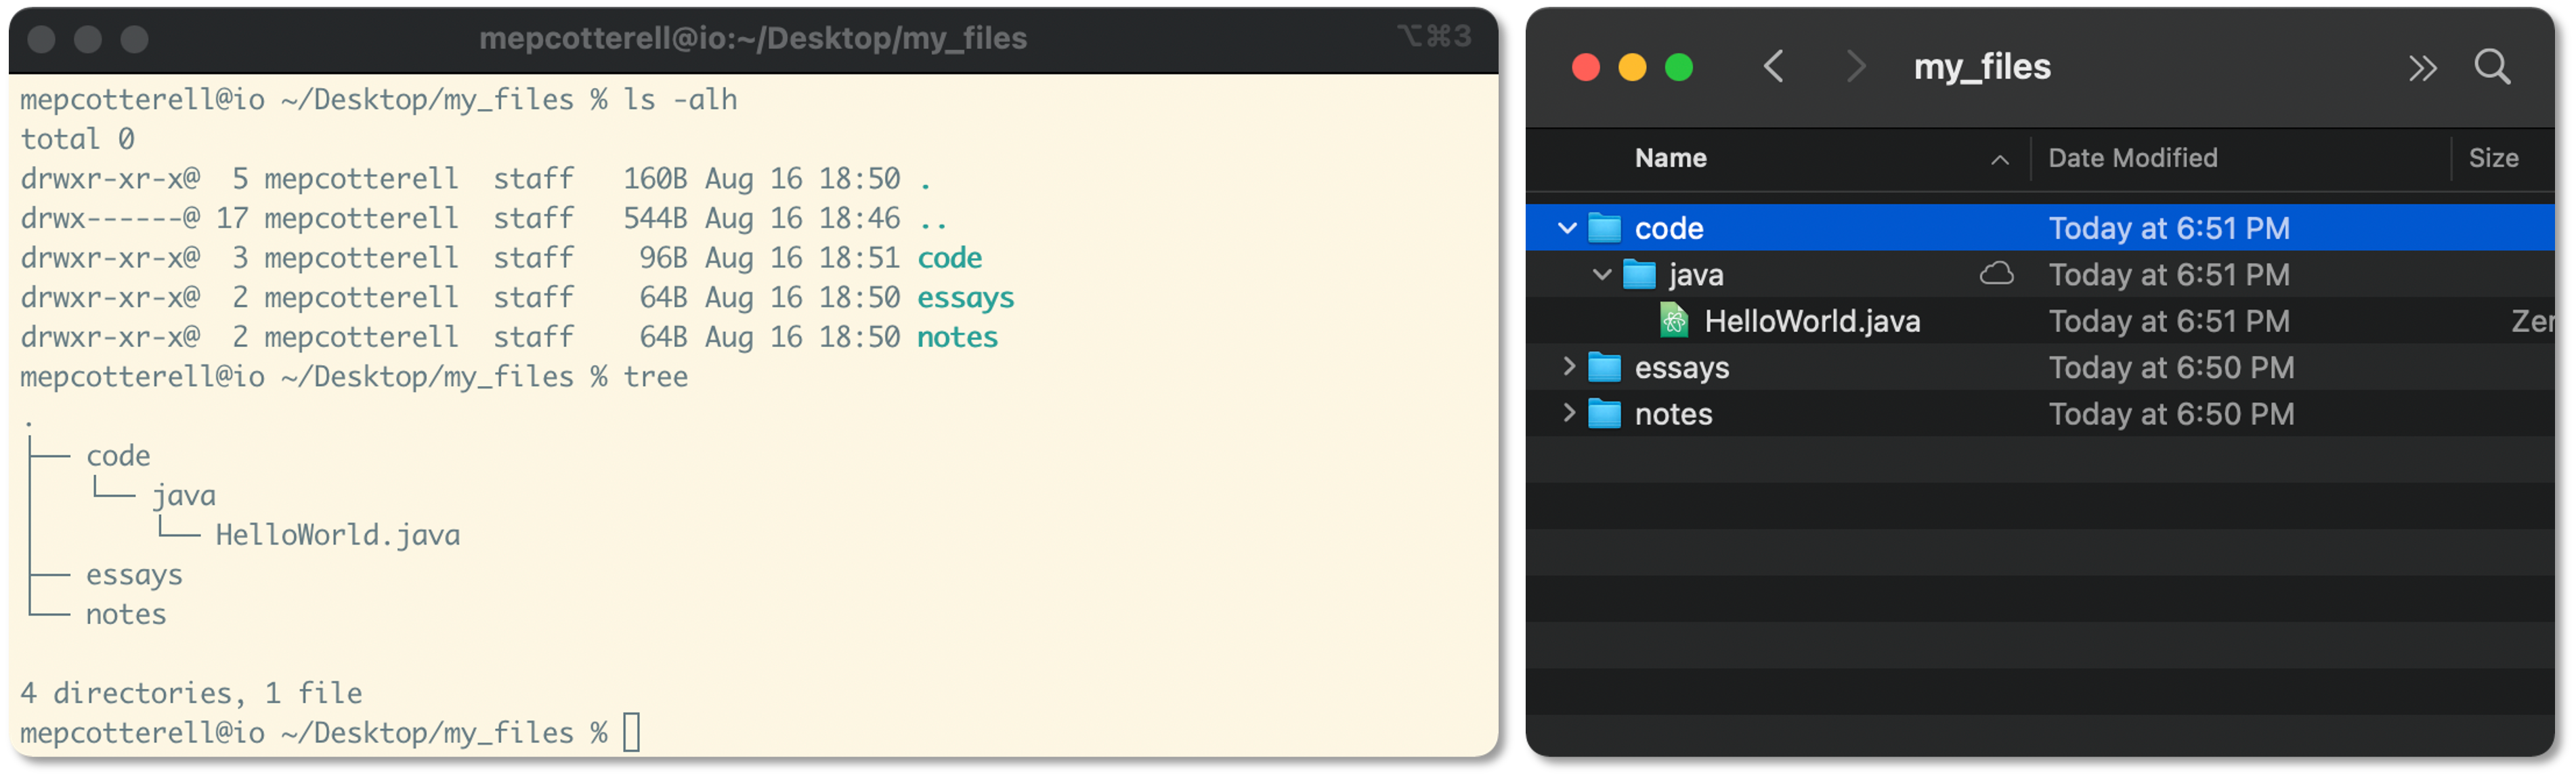 mepcotterell@io:~/Desktop/my_files ⌥⌘3
mepcotterell@io ~/Desktop/my_files % ls -alh
total 0
drwxr-xr-x@  5 mepcotterell  staff   160B Aug 16 18:50 .
drwx------@ 17 mepcotterell  staff   544B Aug 16 18:46 ..
drwxr-xr-x@  3 mepcotterell  staff    96B Aug 16 18:51 code
drwxr-xr-x@  2 mepcotterell  staff    64B Aug 16 18:50 essays
drwxr-xr-x@  2 mepcotterell  staff    64B Aug 16 18:50 notes
mepcotterell@io ~/Desktop/my_files % tree
.
├── code
│   └── java
│       └── HelloWorld.java
├── essays
└── notes
4 directories, 1 file
mepcotterell@io ~/Desktop/my_files %
my_files
Name Date Modified Size
code Today at 6:51 PM
java Today at 6:51 PM
HelloWorld.java Today at 6:51 PM Zer
essays Today at 6:50 PM
notes Today at 6:50 PM